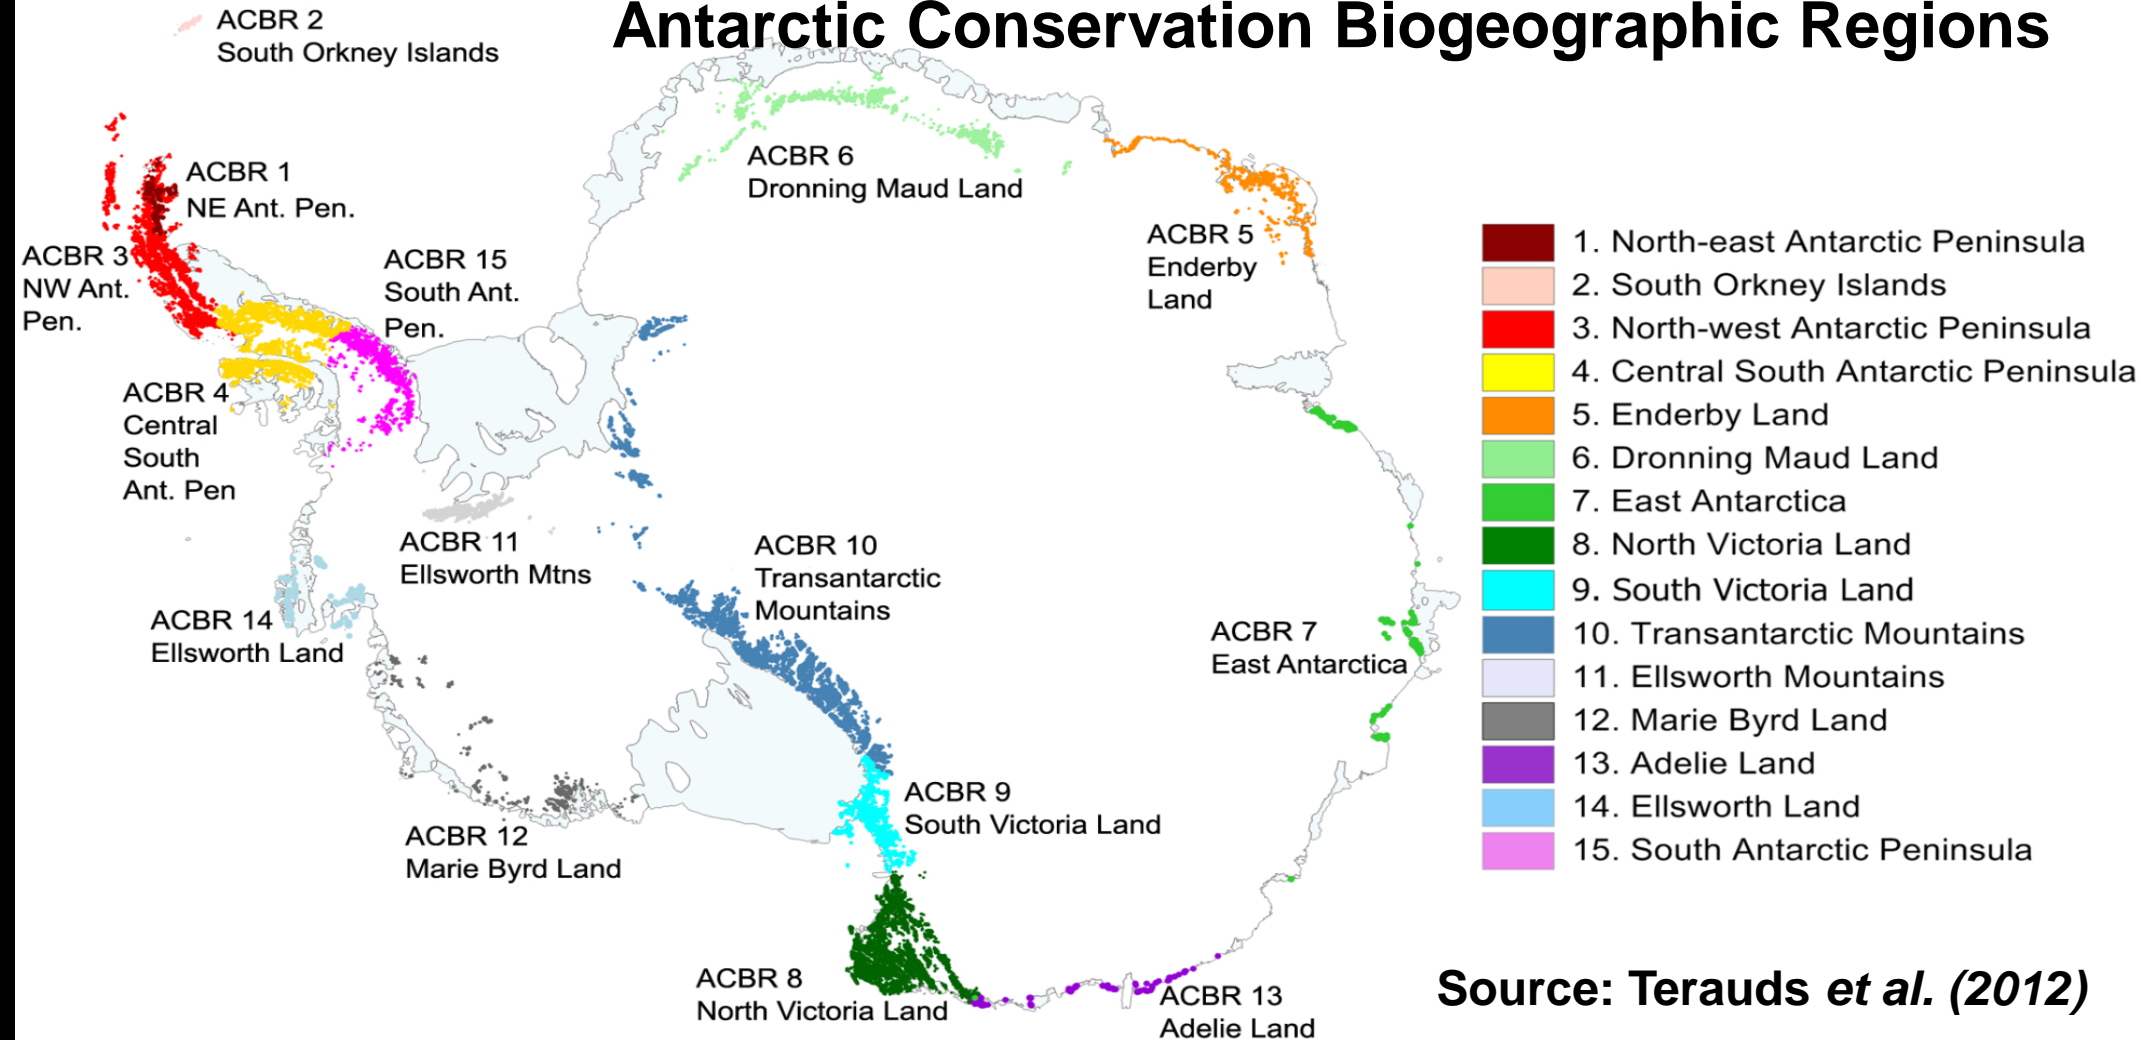 Antarctic Conservation Biogeographic Regions
ACBR 2
South Orkney Islands
ACBR 1
NE Ant. Pen.
ACBR 3
NW Ant.
Pen.
ACBR 15
South Ant.
Pen.
ACBR 4
Central
South
Ant. Pen
ACBR 6
Dronning Maud Land
ACBR 5
Enderby
Land
ACBR 11
Ellsworth Mtns
ACBR 10
Transantarctic
Mountains
ACBR 14
Ellsworth Land
ACBR 7
East Antarctica
ACBR 12
Marie Byrd Land
ACBR 9
South Victoria Land
ACBR 8
North Victoria Land
ACBR 13
Adelie Land
1. North-east Antarctic Peninsula
2. South Orkney Islands
3. North-west Antarctic Peninsula
4. Central South Antarctic Peninsula
5. Enderby Land
6. Dronning Maud Land
7. East Antarctica
8. North Victoria Land
9. South Victoria Land
10. Transantarctic Mountains
11. Ellsworth Mountains
12. Marie Byrd Land
13. Adelie Land
14. Ellsworth Land
15. South Antarctic Peninsula
Source: Terauds et al. (2012)